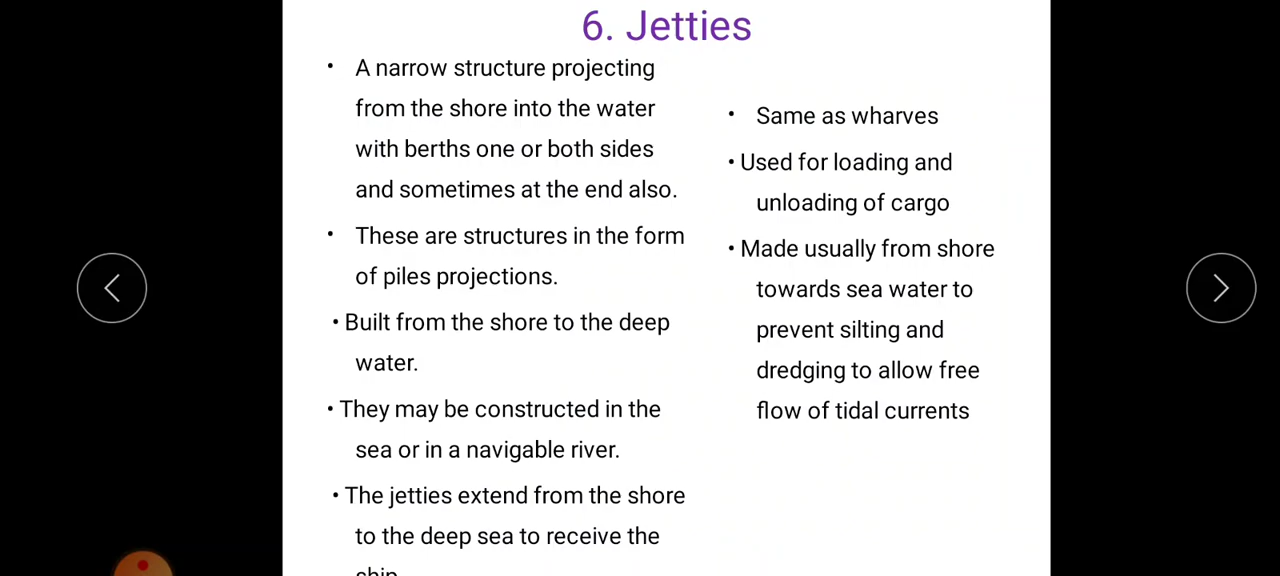 6. Jetties
• A narrow structure projecting
from the shore into the water
with berths one or both sides
and sometimes at the end also.
• These are structures in the form
of piles projections.
• Built from the shore to the deep
water.
• They may be constructed in the
sea or in a navigable river.
• The jetties extend from the shore
to the deep sea to receive the
ship
• Same as wharves
• Used for loading and
unloading of cargo
• Made usually from shore
towards sea water to
prevent silting and
dredging to allow free
flow of tidal currents